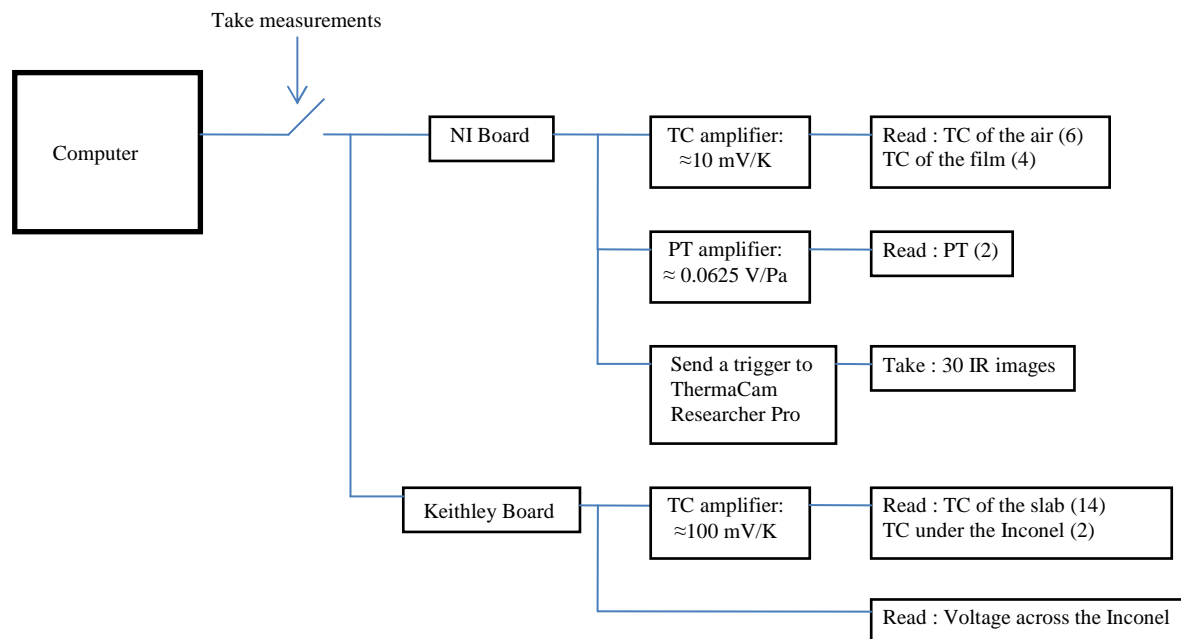 Take measurements
Computer
NI Board
TC amplifier:
≈10 mV/K
Read : TC of the air (6)
TC of the film (4)
PT amplifier:
≈ 0.0625 V/Pa
Read : PT (2)
Send a trigger to
ThermaCam
Researcher Pro
Take : 30 IR images
Keithley Board
TC amplifier:
≈100 mV/K
Read : TC of the slab (14)
TC under the Inconel (2)
Read : Voltage across the Inconel